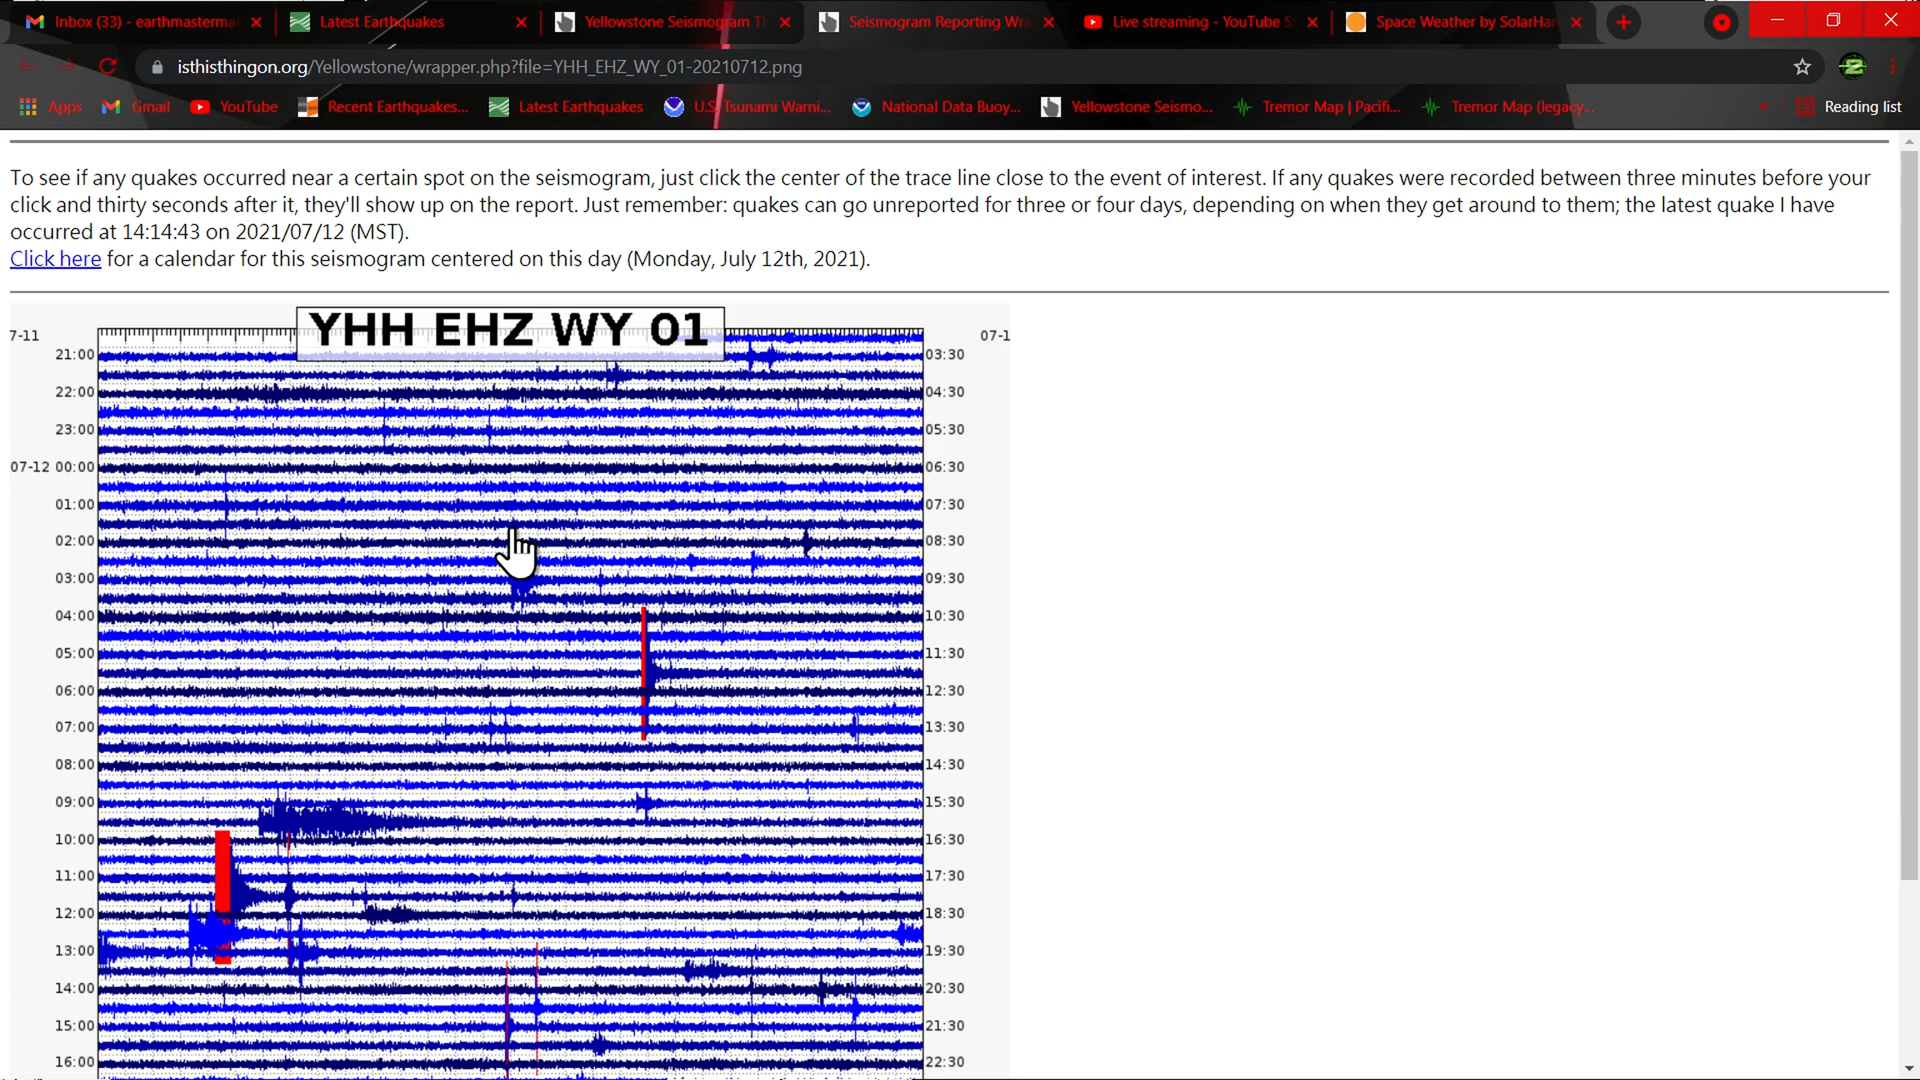 Inbox (33) - earthmasterma
Latest Earthquakes
Yellowstone Seismogram Th
Seismogram Reporting Wra
Live streaming - YouTube S
Space Weather by SolarHam
isthisthingon.org/Yellowstone/wrapper.php?file=YHH_EHZ_WY_01-20210712.png
Apps
Gmail
YouTube
Recent Earthquakes...
Latest Earthquakes
U.S. Tsunami Warni...
National Data Buoy...
Yellowstone Seismo...
Tremor Map | Pacifi...
Tremor Map (legacy...
Reading list
To see if any quakes occurred near a certain spot on the seismogram, just click the center of the trace line close to the event of interest. If any quakes were recorded between three minutes before your
click and thirty seconds after it, they'll show up on the report. Just remember: quakes can go unreported for three or four days, depending on when they get around to them; the latest quake I have
occurred at 14:14:43 on 2021/07/12 (MST).
Click here for a calendar for this seismogram centered on this day (Monday, July 12th, 2021).
YHH EHZ WY 01
7-11 07-1
21:00 03:30
22:00 04:30
23:00 05:30
07-12 00:00 06:30
01:00 07:30
02:00 08:30
03:00 09:30
04:00 10:30
05:00 11:30
06:00 12:30
07:00 13:30
08:00 14:30
09:00 15:30
10:00 16:30
11:00 17:30
12:00 18:30
13:00 19:30
14:00 20:30
15:00 21:30
16:00 22:30